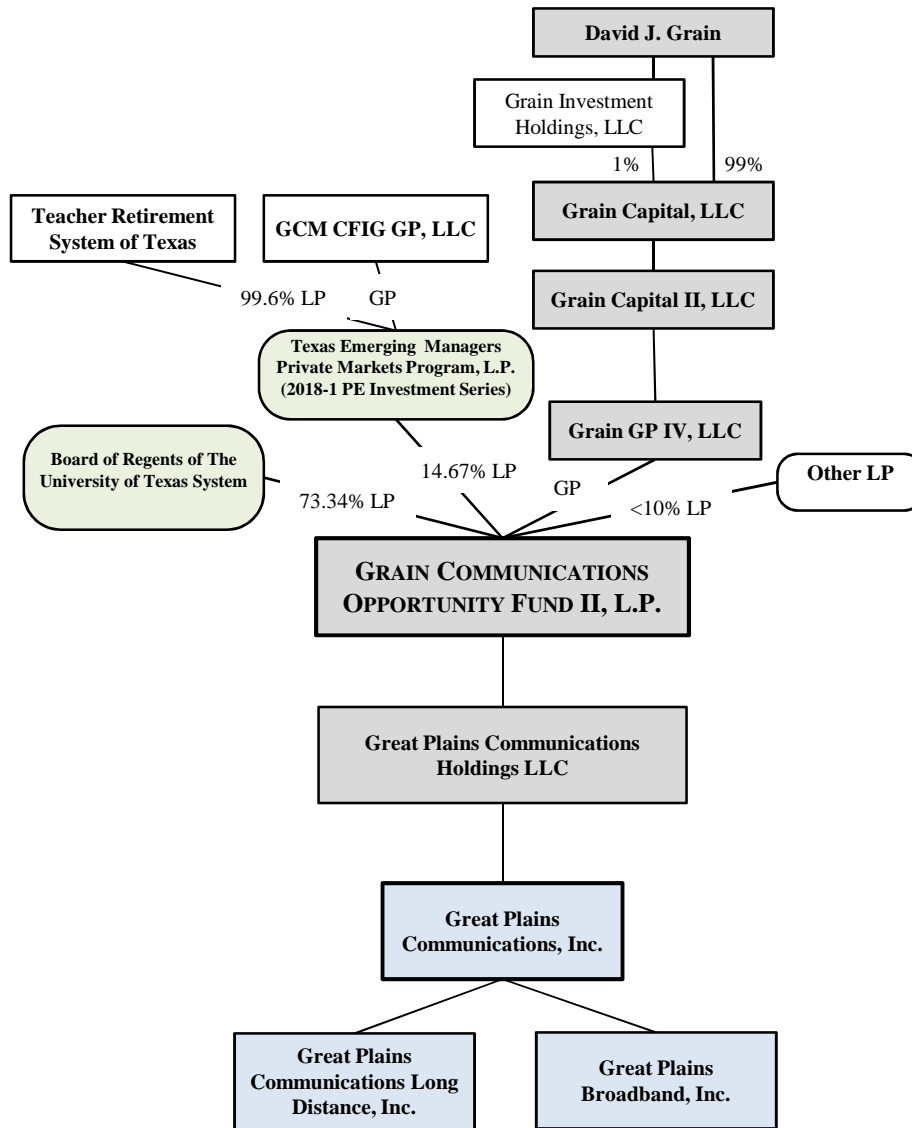 David J. Grain
Grain Investment
Holdings, LLC
1%
99%
Teacher Retirement
System of Texas
GCM CFIG GP, LLC
Grain Capital, LLC
99.6% LP
GP
Grain Capital II, LLC
Texas Emerging Managers
Private Markets Program, L.P.
(2018-1 PE Investment Series)
Grain GP IV, LLC
Board of Regents of The
University of Texas System
73.34% LP
14.67% LP
GP
<10% LP
Other LP
GRAIN COMMUNICATIONS
OPPORTUNITY FUND II, L.P.
Great Plains Communications
Holdings LLC
Great Plains
Communications, Inc.
Great Plains
Communications Long
Distance, Inc.
Great Plains
Broadband, Inc.